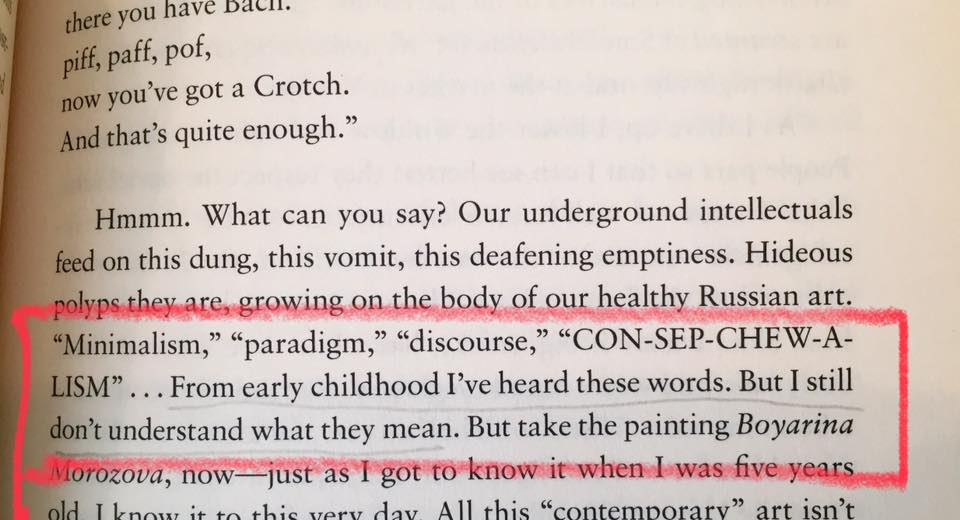 there you have Bach.
piff, paff, pof,
now you've got a Crotch.
And that's quite enough.”
Hmmm. What can you say? Our underground intellectuals
feed on this dung, this vomit, this deafening emptiness. Hideous
polyps they are, growing on the body of our healthy Russian art.
“Minimalism,” “paradigm,” “discourse,” “CON-SEP-CHEW-A-
LISM” . . . From early childhood I've heard these words. But I still
don't understand what they mean. But take the painting Boyarina
Morozova, now—just as I got to know it when I was five years
old, I know it to this very day. All this “contemporary” art isn't